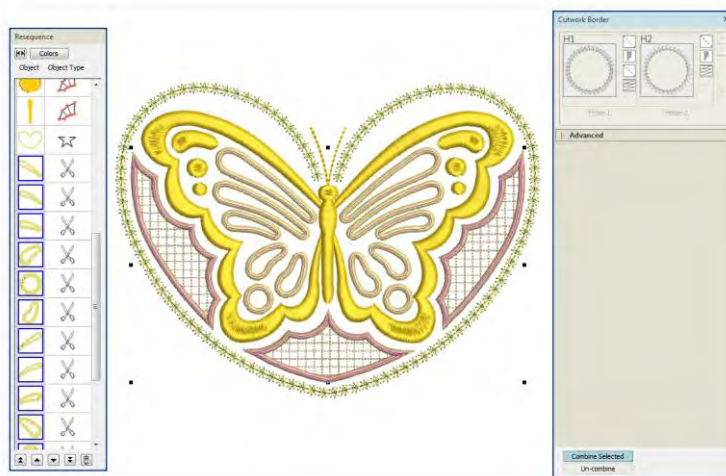 Resequence
Colors
Object Object Type
Cutwork Border
H1 H2
Advanced
Combine Selected
Un-combine